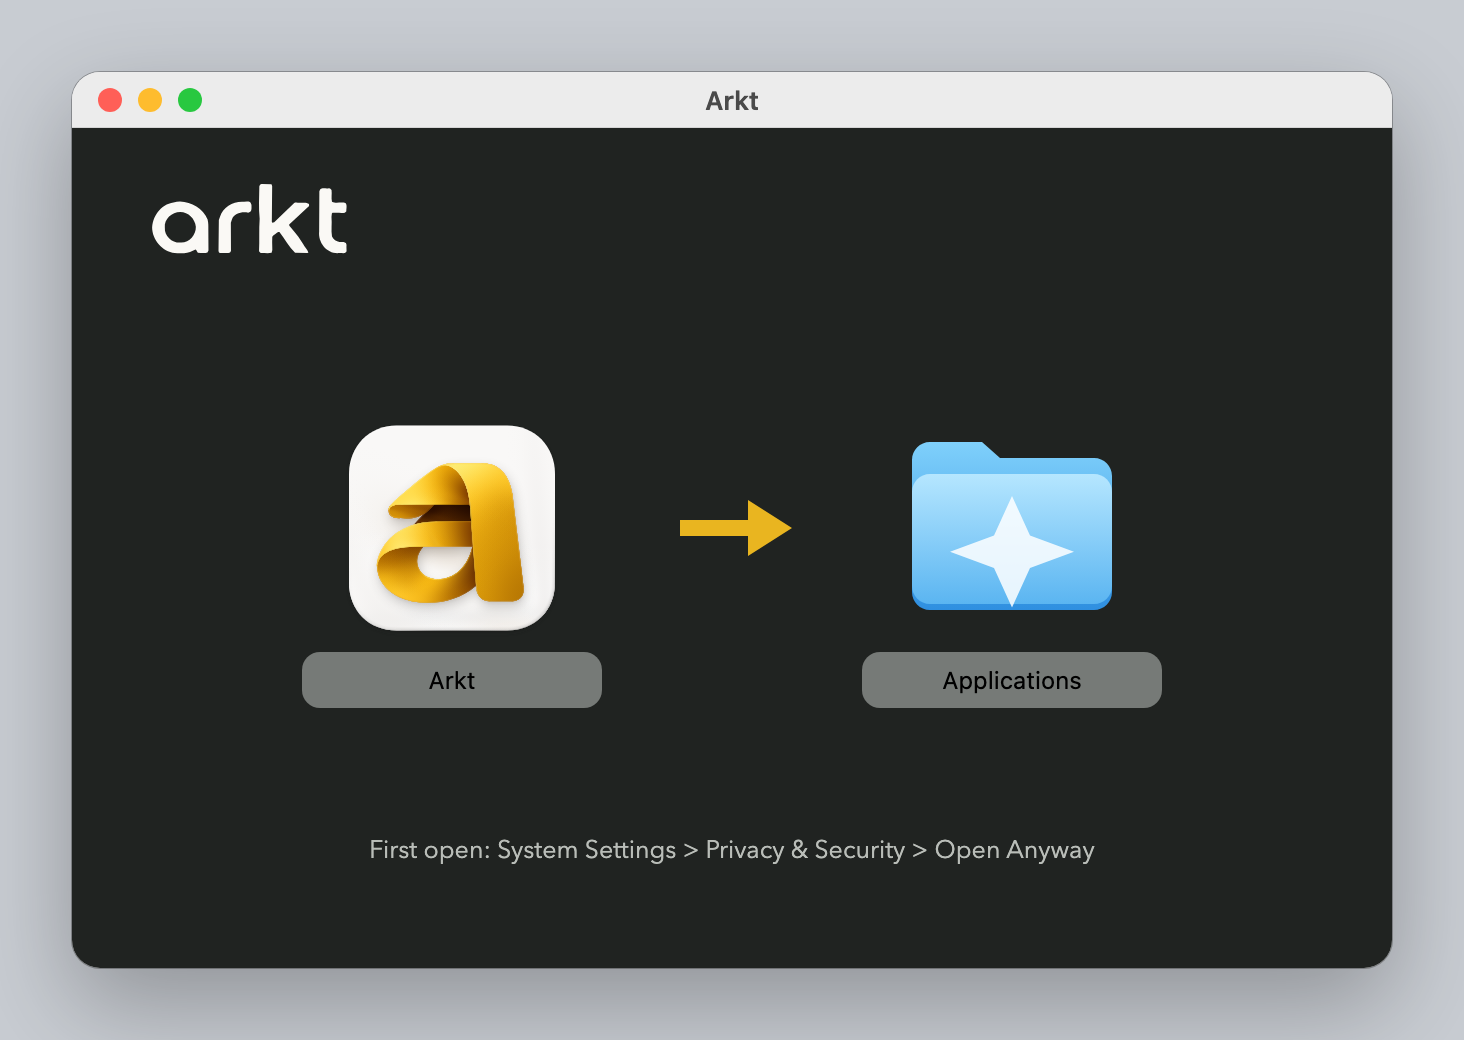 Arkt
arkt
Arkt
Applications
First open: System Settings > Privacy & Security > Open Anyway